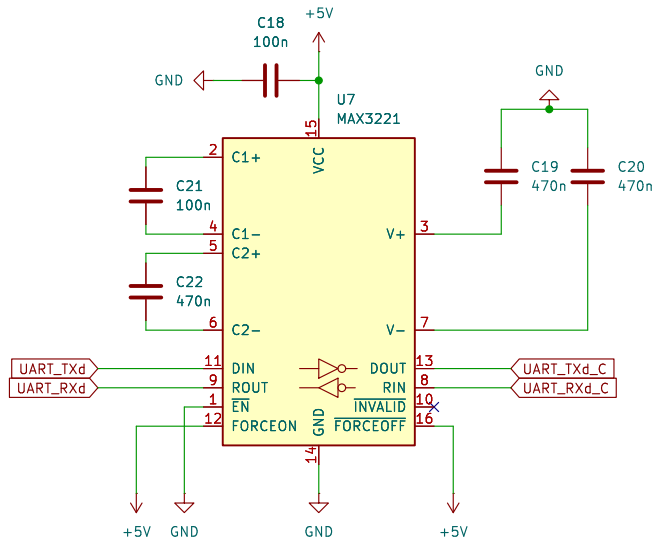 C18
100n
+5V
GND
U7
MAX3221
GND
C19
470n
C20
470n
15
VCC
2
C1+
C21
100n
4
C1-
5
C2+
C22
470n
6
C2-
3
V+
7
V-
UART_TXd
11
DIN
DOUT
13
UART_TXd_C
UART_RXd
9
ROUT
RIN
8
UART_RXd_C
1
EN
INVALID
10
12
FORCEON
GND
FORCEOFF
16
14
+5V
GND
GND
+5V